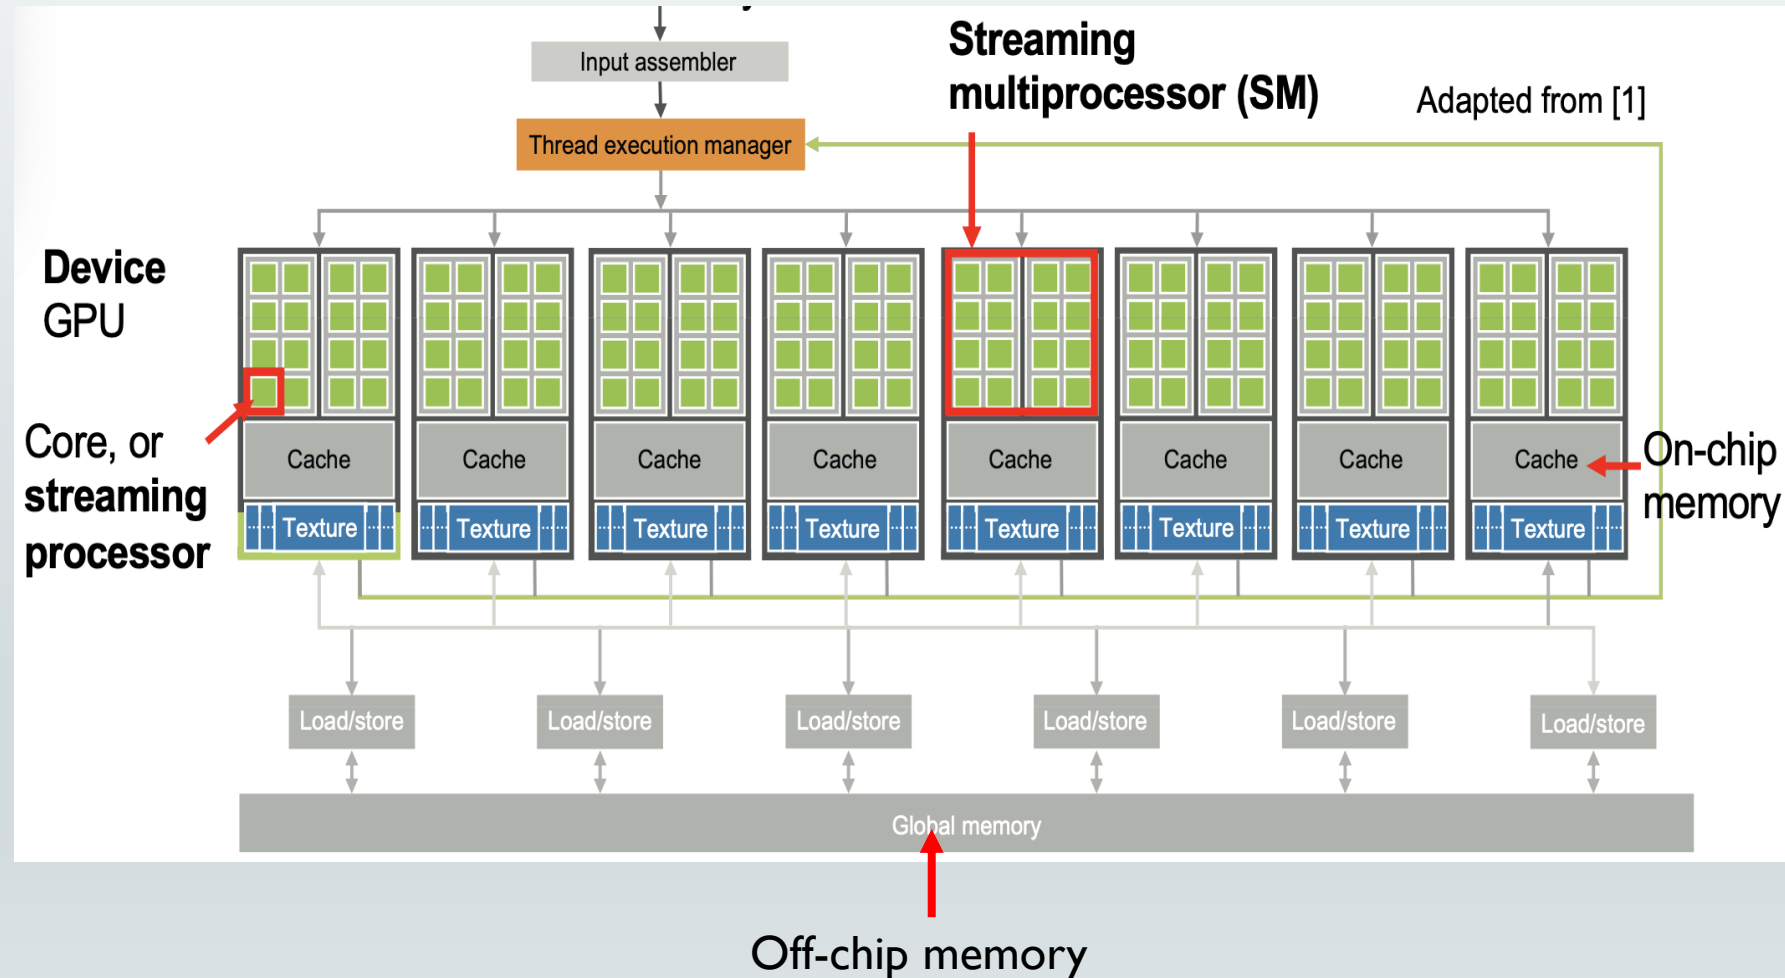 Input assembler
Streaming
multiprocessor (SM)
Adapted from [1]
Thread execution manager
Device
GPU
Core, or
streaming
processor
Cache
Cache
Cache
Cache
Cache
Cache
Cache
Cache
On-chip
memory
Texture
Texture
Texture
Texture
Texture
Texture
Texture
Texture
Load/store
Load/store
Load/store
Load/store
Load/store
Load/store
Global memory
Off-chip memory